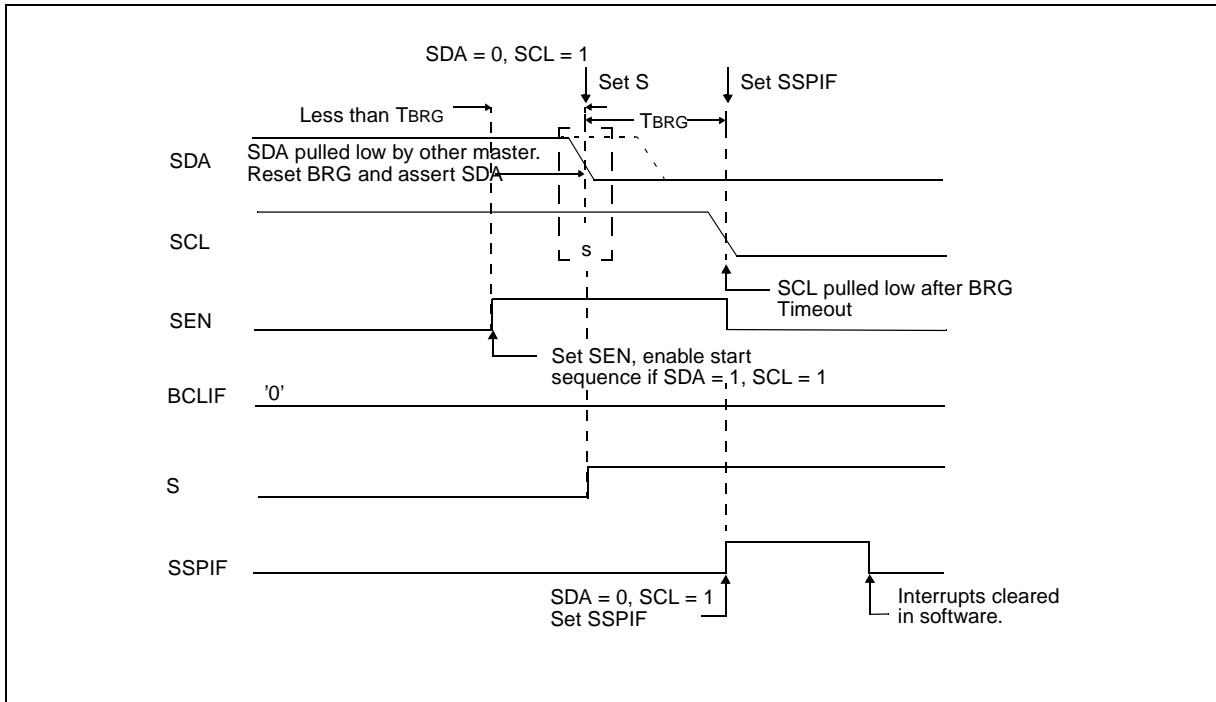 SDA = 0, SCL = 1
Set S
Set SSPIF
Less than TBRG
TBRG
SDA
SDA pulled low by other master.
Reset BRG and assert SDA
SCL
S
SCL pulled low after BRG
Timeout
SEN
Set SEN, enable start
sequence if SDA = 1, SCL = 1
BCLIF
'0'
S
SSPIF
SDA = 0, SCL = 1
Set SSPIF
Interrupts cleared
in software.